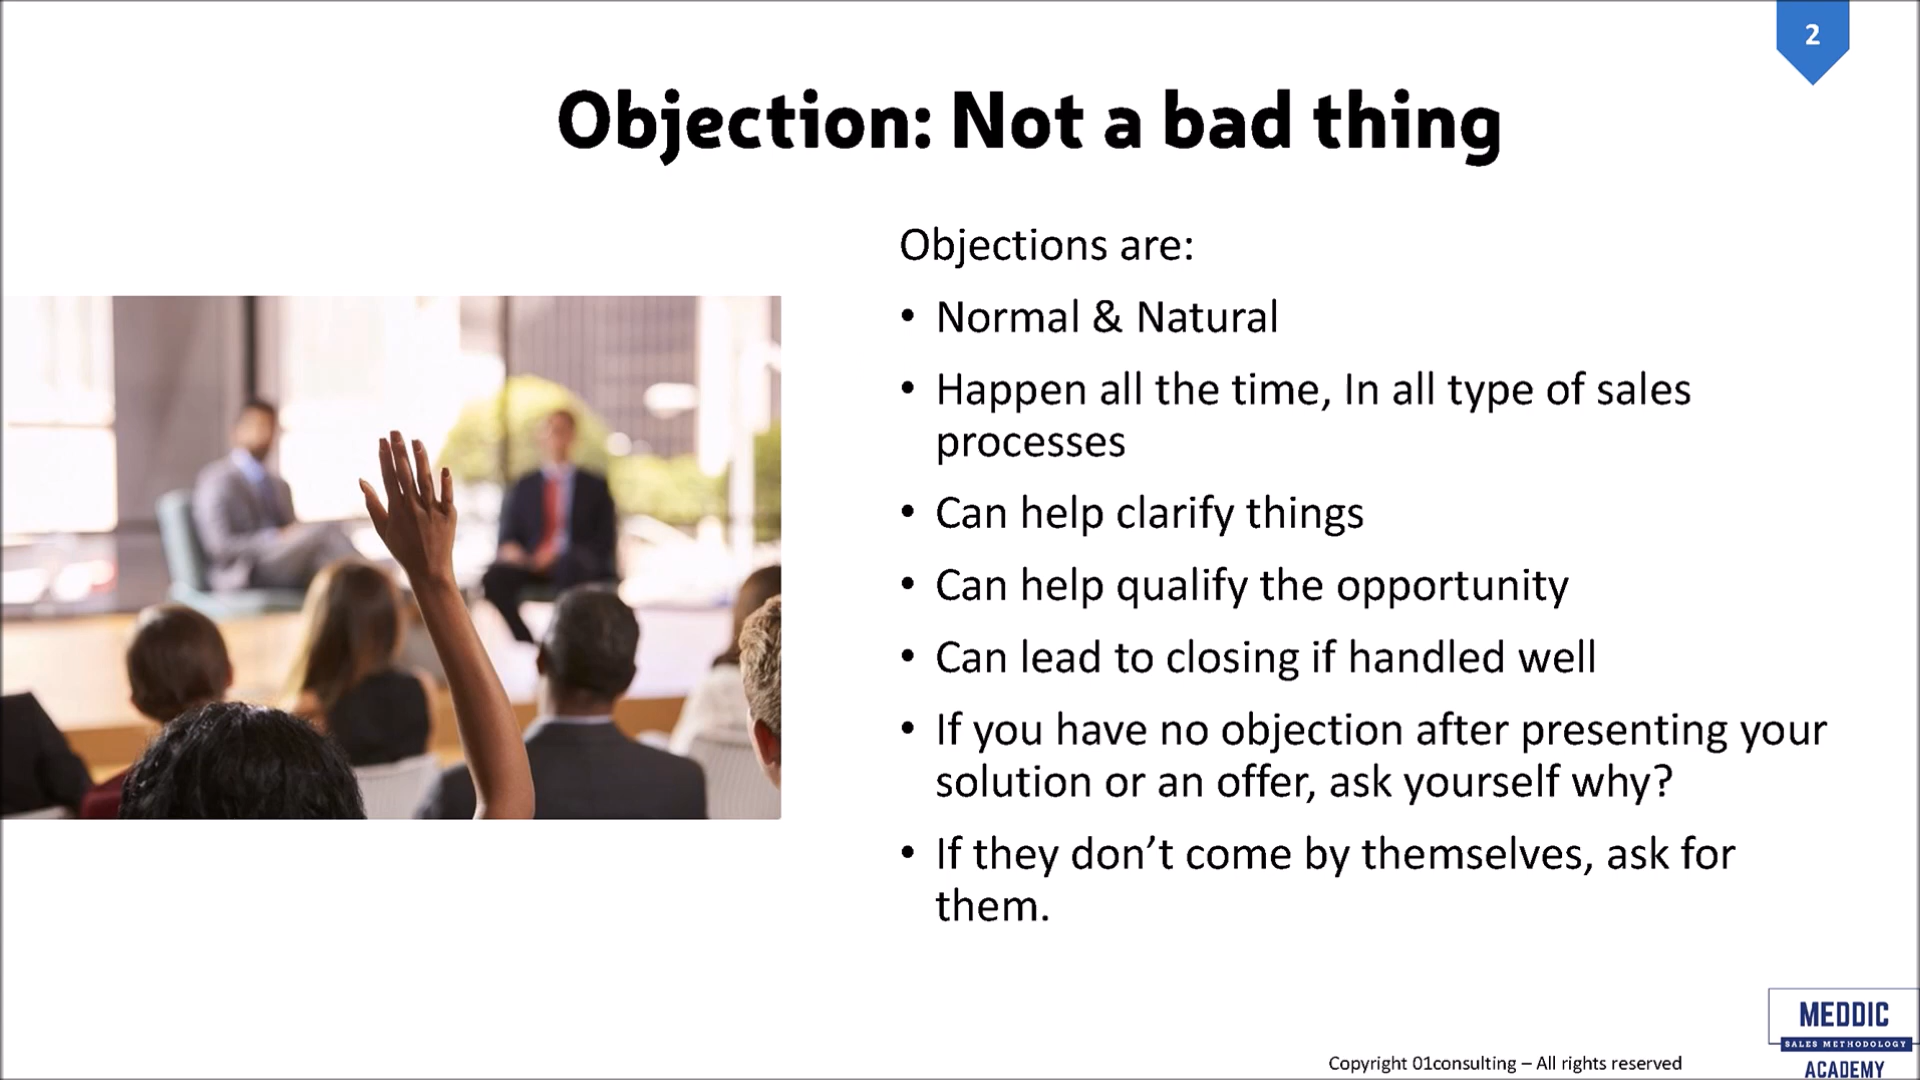 2
Objection: Not a bad thing
Objections are:
• Normal & Natural
• Happen all the time, In all type of sales
processes
• Can help clarify things
• Can help qualify the opportunity
• Can lead to closing if handled well
• If you have no objection after presenting your
solution or an offer, ask yourself why?
• If they don’t come by themselves, ask for
them.
Copyright 01consulting – All rights reserved
MEDDIC
SALES METHODOLOGY
ACADEMY